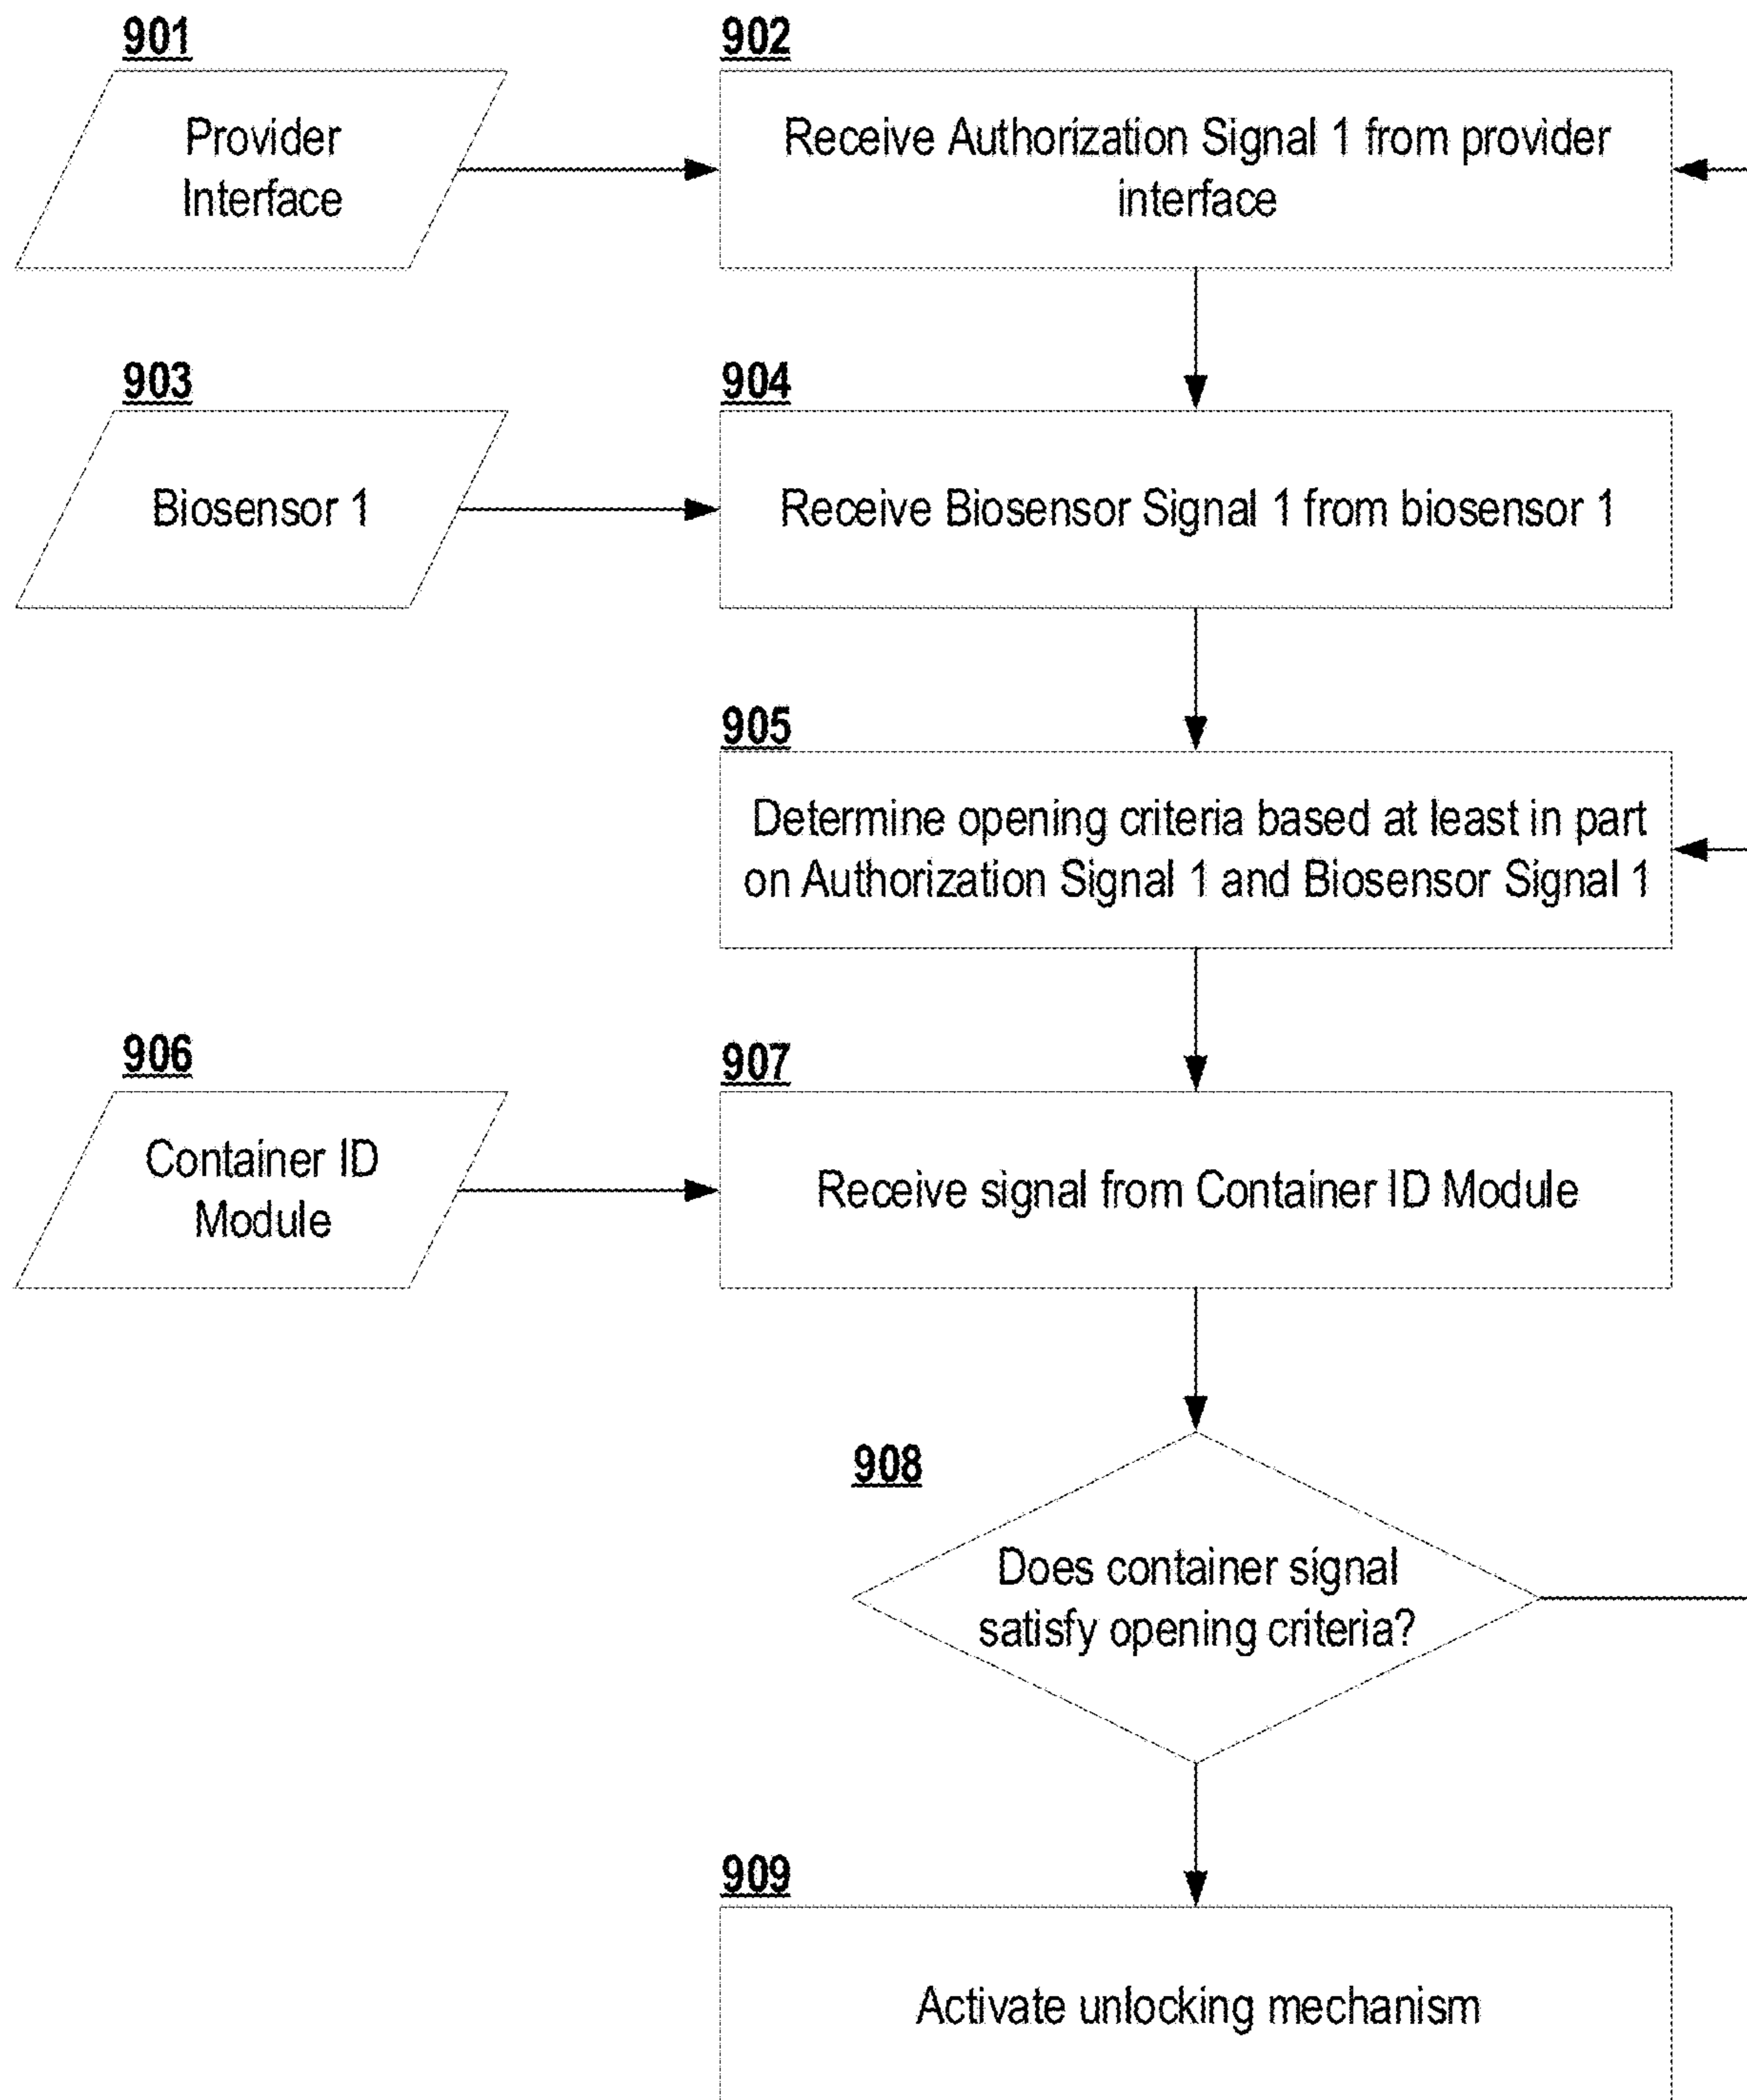 901
902
Provider
Interface
Receive Authorization Signal 1 from provider
interface
903
904
Biosensor 1
Receive Biosensor Signal 1 from biosensor 1
905
Determine opening criteria based at least in part
on Authorization Signal 1 and Biosensor Signal 1
906
907
Container ID
Module
Receive signal from Container ID Module
908
Does container signal
satisfy opening criteria?
909
Activate unlocking mechanism